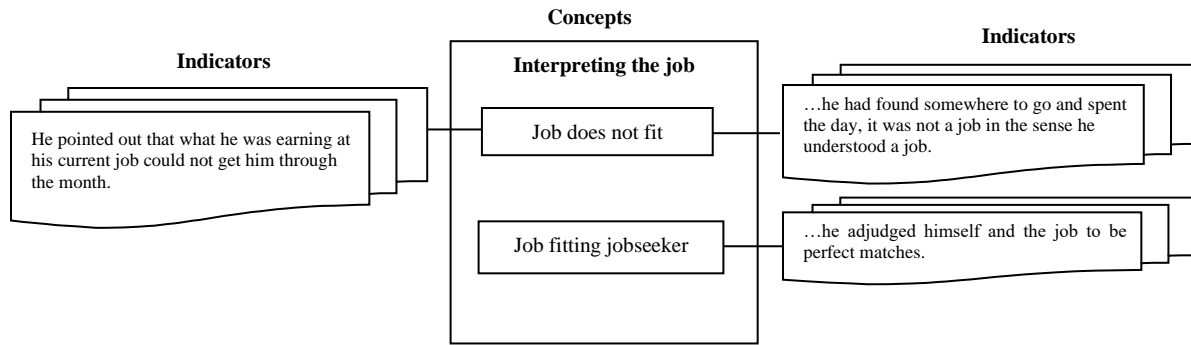 Concepts
Indicators
Indicators
Interpreting the job
He pointed out that what he was earning at
his current job could not get him through
the month.
Job does not fit
…he had found somewhere to go and spent
the day, it was not a job in the sense he
understood a job.
Job fitting jobseeker
…he adjudged himself and the job to be
perfect matches.